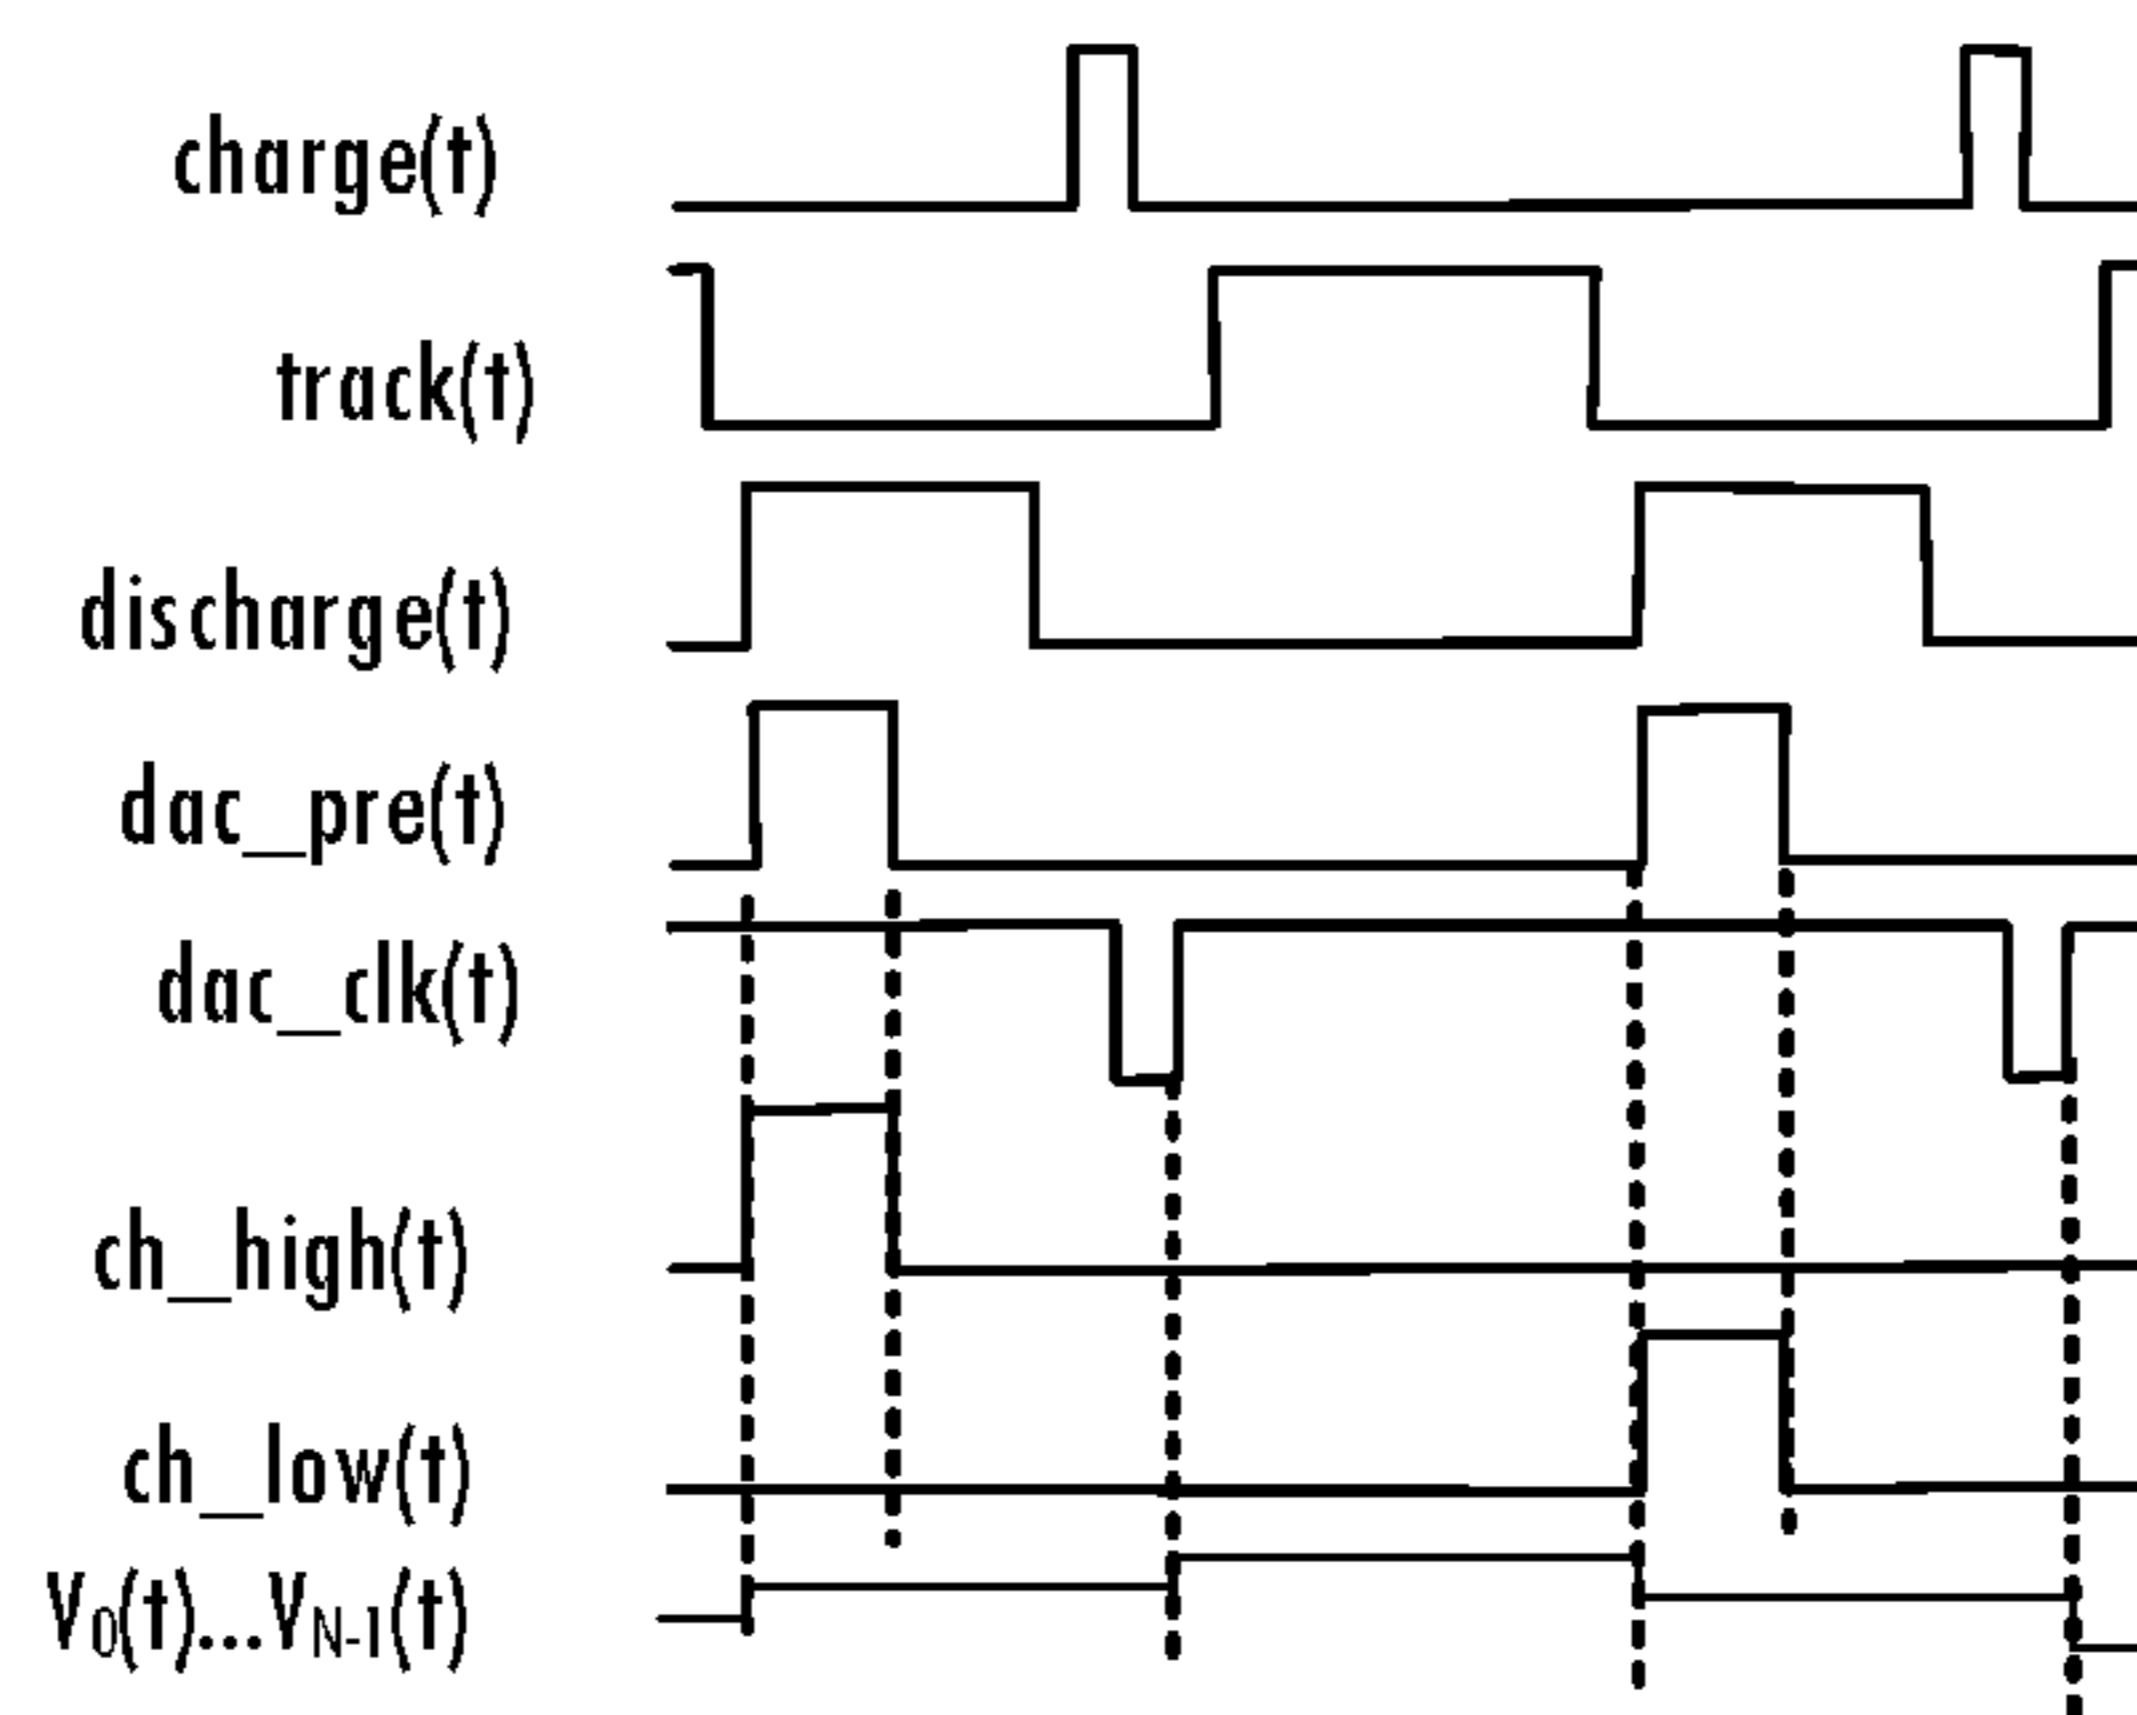 charge(t)
track(t)
discharge(t)
dac_pre(t)
dac_clk(t)
ch_high(t)
ch_low(t)
V0(t)...VN-1(t)